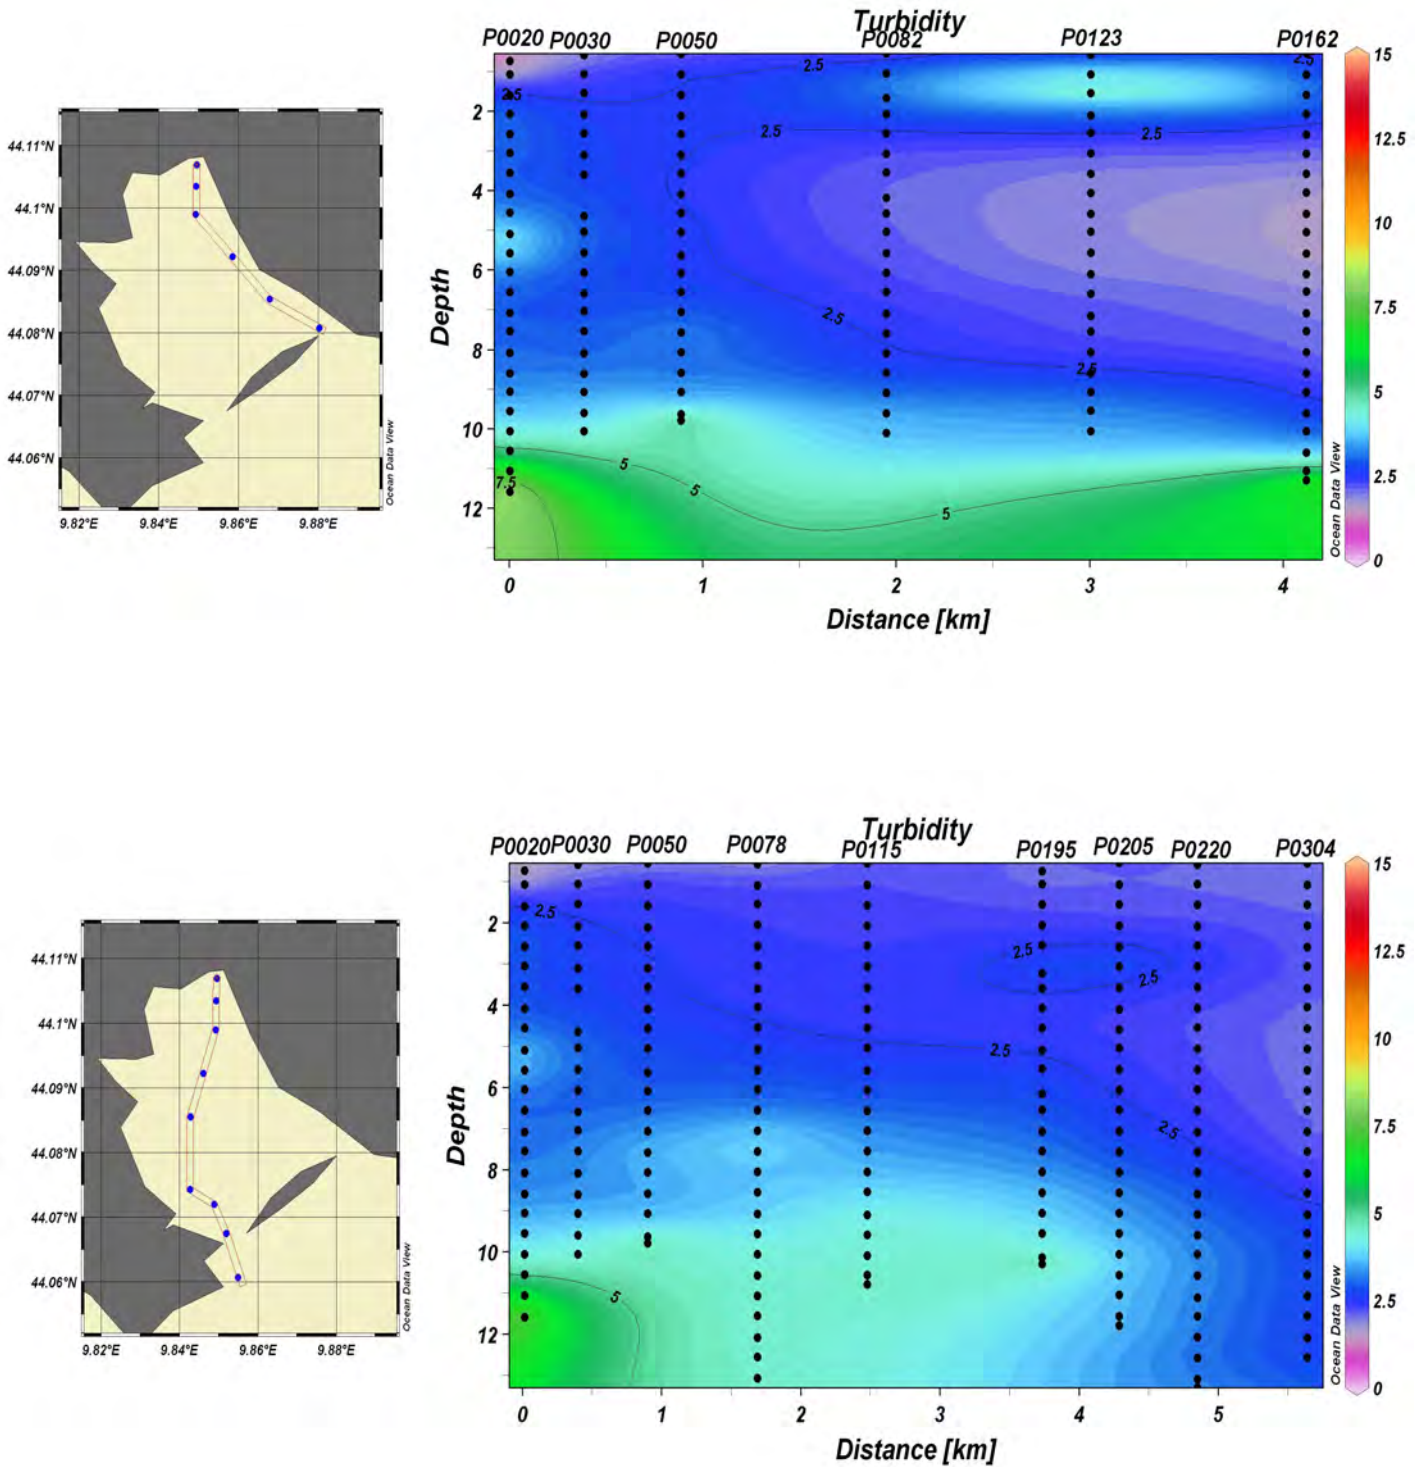 Turbidity
P0020 P0030 P0050 P0082 P0123 P0162
44.11°N
44.1°N
44.09°N
44.08°N
44.07°N
44.06°N
9.82°E 9.84°E 9.86°E 9.88°E
Ocean Data View
Depth
2
4
6
8
10
12
2.5
2.5
2.5
2.5
2.5
2.5
2.5
5
5
5
7.5
0 1 2 3 4
Distance [km]
Ocean Data View
15
12.5
10
7.5
5
2.5
0
Turbidity
P0020 P0030 P0050 P0078 P0115 P0195 P0205 P0220 P0304
44.11°N
44.1°N
44.09°N
44.08°N
44.07°N
44.06°N
9.82°E 9.84°E 9.86°E 9.88°E
Ocean Data View
Depth
2
4
6
8
10
12
2.5
2.5
2.5
2.5
2.5
5
0 1 2 3 4 5
Distance [km]
Ocean Data View
15
12.5
10
7.5
5
2.5
0